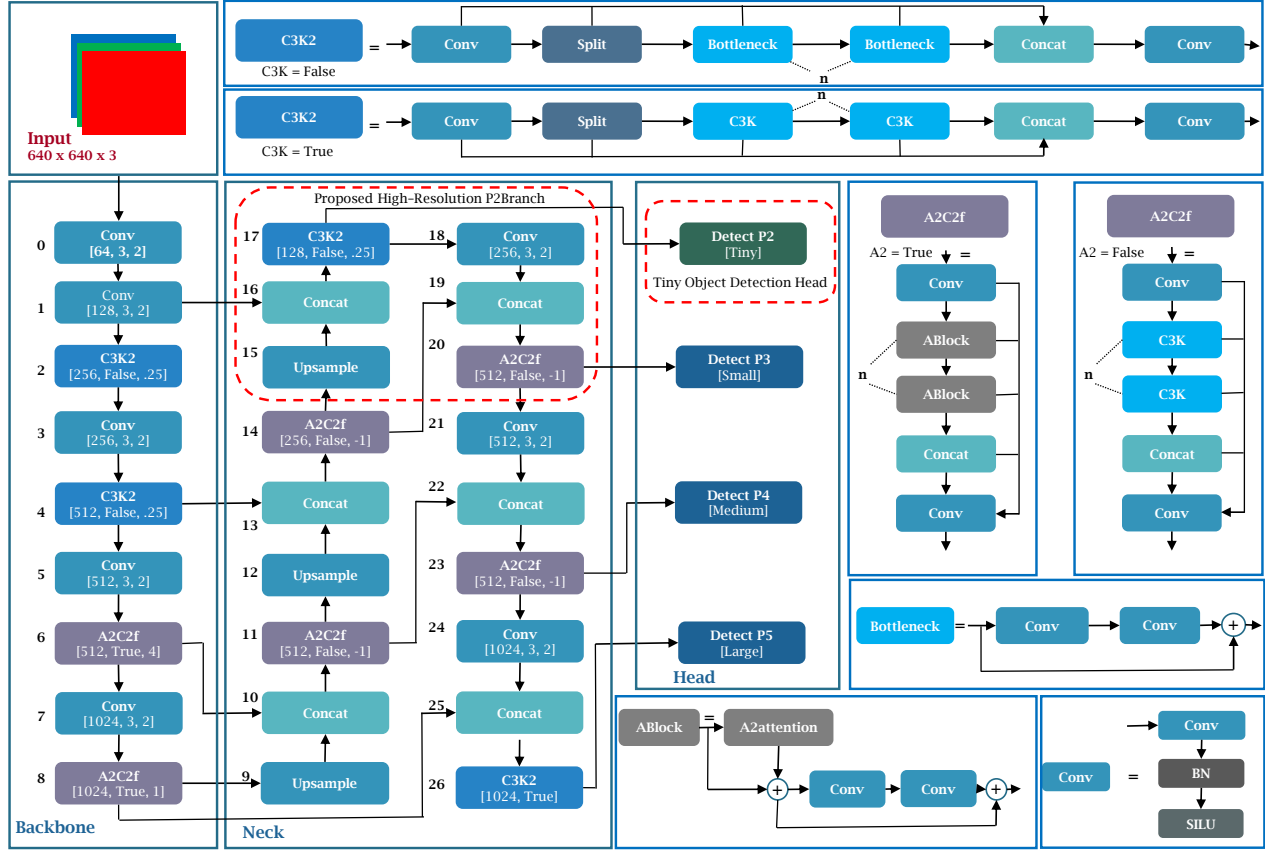 Input
640 x 640 x 3
C3K2
=
Conv
Split
Bottleneck
Bottleneck
Concat
Conv
C3K = False
n
C3K2
=
Conv
Split
C3K
C3K
Concat
Conv
C3K = True
n
0
Conv
[64, 3, 2]
1
Conv
[128, 3, 2]
2
C3K2
[256, False, .25]
3
Conv
[256, 3, 2]
4
C3K2
[512, False, .25]
5
Conv
[512, 3, 2]
6
A2C2f
[512, True, 4]
7
Conv
[1024, 3, 2]
8
A2C2f
[1024, True, 1]
Backbone
Proposed High-Resolution P2Branch
17
C3K2
[128, False, .25]
16
Concat
15
Upsample
14
A2C2f
[256, False, -1]
13
Concat
12
Upsample
11
A2C2f
[512, False, -1]
10
Concat
9
Upsample
18
Conv
[256, 3, 2]
19
Concat
20
A2C2f
[512, False, -1]
21
Conv
[512, 3, 2]
22
Concat
23
A2C2f
[512, False, -1]
24
Conv
[1024, 3, 2]
25
Concat
26
C3K2
[1024, True]
Neck
Detect P2
[Tiny]
Tiny Object Detection Head
Detect P3
[Small]
Detect P4
[Medium]
Detect P5
[Large]
Head
A2C2f
A2 = True
=
Conv
ABlock
n
ABlock
Concat
Conv
A2C2f
A2 = False
=
Conv
C3K
n
C3K
Concat
Conv
Bottleneck
=
Conv
Conv
+
ABlock
=
A2attention
+
Conv
Conv
+
Conv
=
Conv
BN
SILU